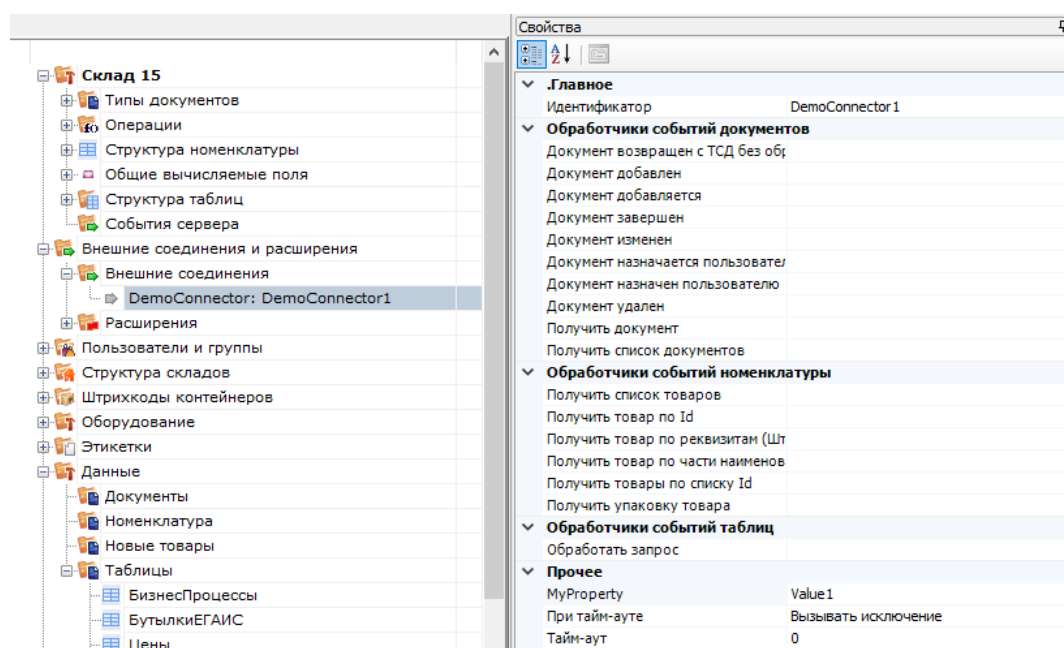 Склад 15
Типы документов
Операции
Структура номенклатуры
Общие вычисляемые поля
Структура таблиц
События сервера
Внешние соединения и расширения
Внешние соединения
DemoConnector: DemoConnector1
Расширения
Пользователи и группы
Структура складов
Штрихкоды контейнеров
Оборудование
Этикетки
Данные
Документы
Номенклатура
Новые товары
Таблицы
БизнесПроцессы
БутылкиЕГАИС
Цены
Свойства
.Главное
Идентификатор DemoConnector1
Обработчики событий документов
Документ возвращен с ТСД без обр
Документ добавлен
Документ добавляется
Документ завершен
Документ изменен
Документ назначается пользовател
Документ назначен пользователю
Документ удален
Получить документ
Получить список документов
Обработчики событий номенклатуры
Получить список товаров
Получить товар по Id
Получить товар по реквизитам (Шт
Получить товар по части наименов
Получить товары по списку Id
Получить упаковку товара
Обработчики событий таблиц
Обработать запрос
Прочее
MyProperty Value1
При тайм-ауте Вызывать исключение
Тайм-аут 0